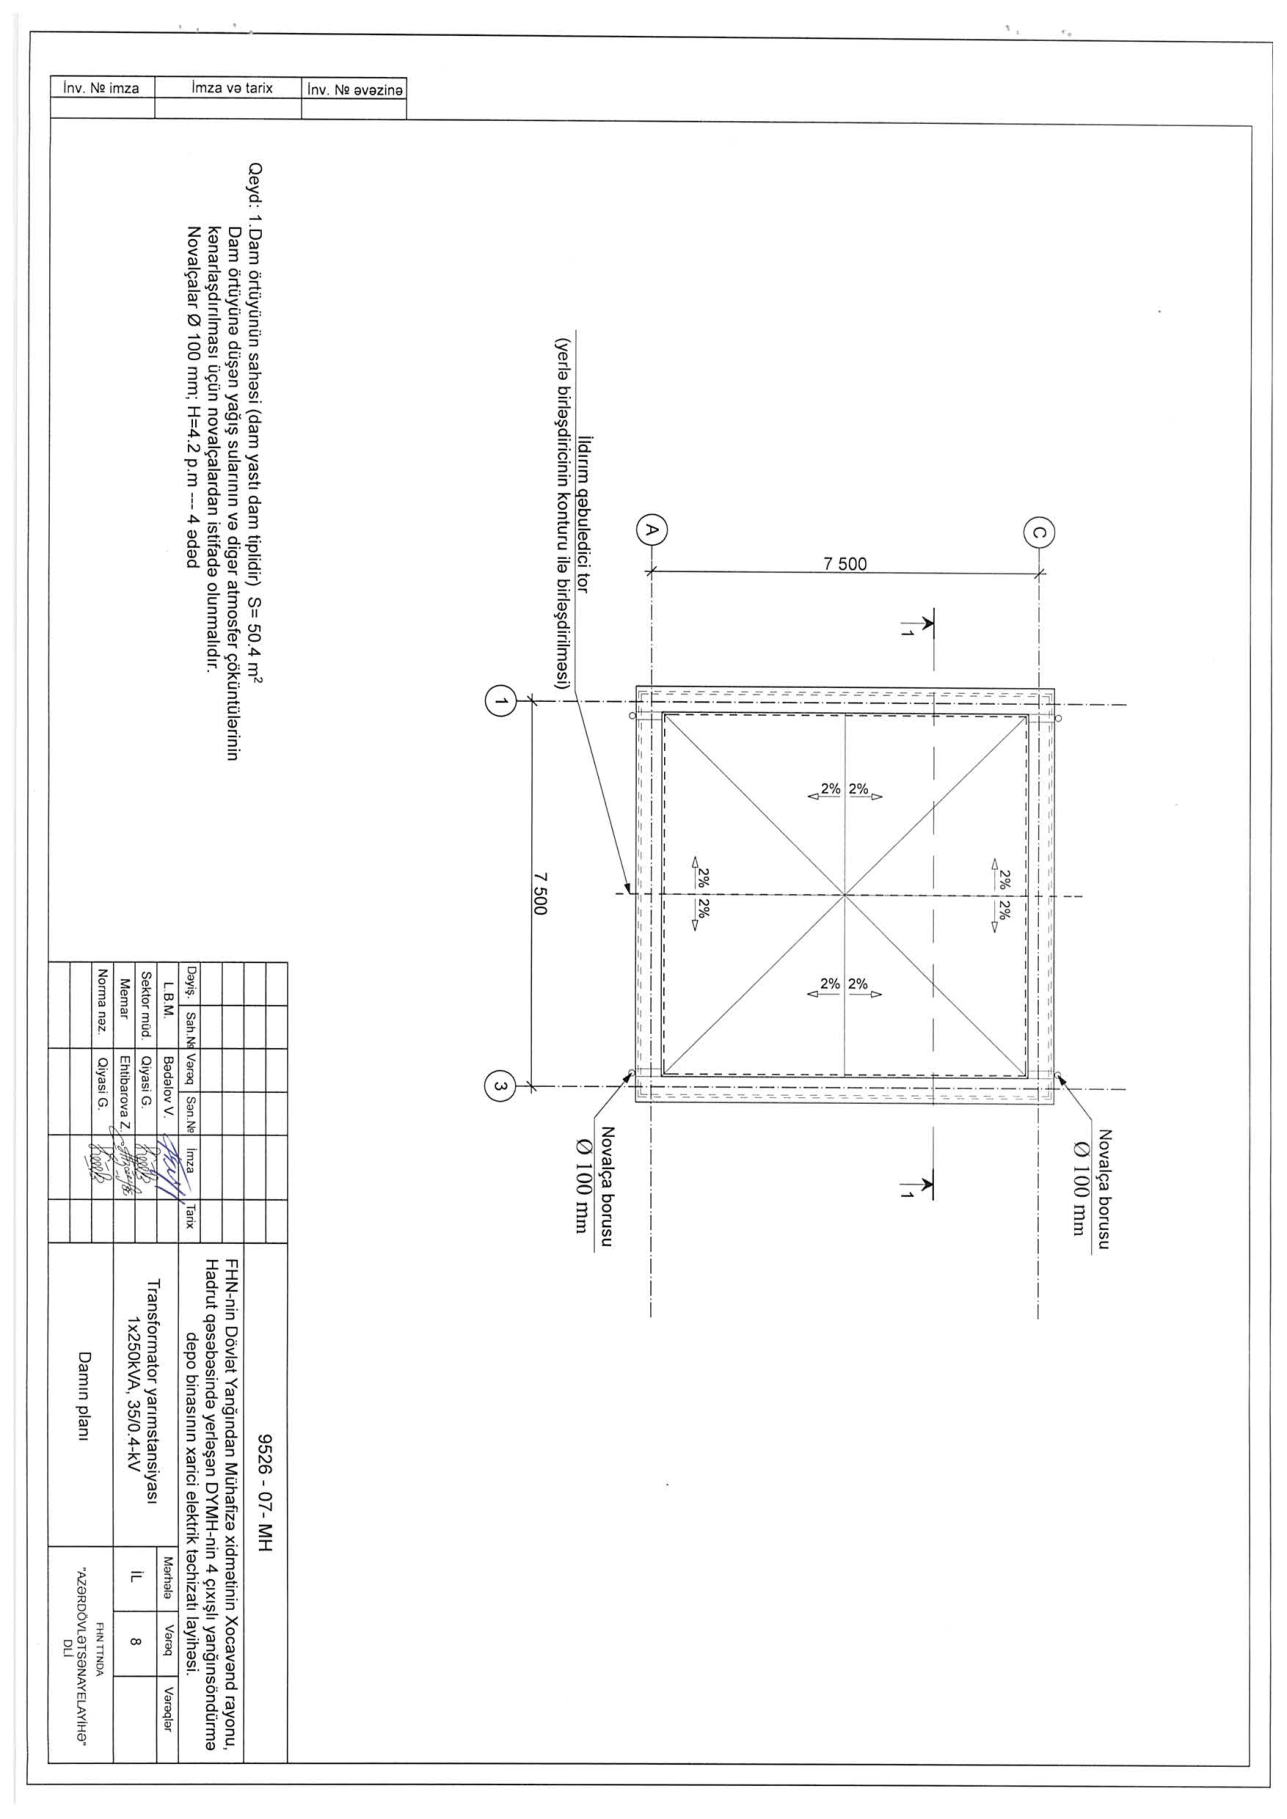 İnv. № imza
İmza və tarix
İnv. № əvəzinə
C
A
7 500
1
1
1
3
7 500
2% 2%
2% 2%
2% 2%
2% 2%
İldırım qəbuledici tor
(yerlə birləşdiricinin konturu ilə birləşdirilməsi)
Novalça borusu
Ø 100 mm
Novalça borusu
Ø 100 mm
Qeyd: 1.Dam örtüyünün sahəsi (dam yastı dam tiplidir) S= 50.4 m²
Dam örtüyünə düşən yağış sularının və digər atmosfer çöküntülərinin
kənarlaşdırılması üçün novalçalardan istifadə olunmalıdır.
Novalçalar Ø 100 mm; H=4.2 p.m --- 4 ədəd
9526 - 07- MH
FHN-nin Dövlət Yanğından Mühafizə xidmətinin Xocavənd rayonu,
Hadrut qəsəbəsində yerləşən DYMH-nin 4 çıxışlı yanğınsöndürmə
depo binasının xarici elektrik təchizatı layihəsi.
Dəyiş. Sah.№ Vərəq Sən.№ İmza Tarix
L.B.M. Bədəlov V.
Sektor müd. Qiyasi G.
Memar Ehtibarova Z.
Norma nəz. Qiyasi G.
Transformator yarımstansiyası
1x250kVA, 35/0.4-kV
Mərhələ Vərəq Vərəqlər
İL 8
Damın planı
FHN TTNDA
"AZƏRDÖVLƏTSƏNAYELAYİHƏ"
DLİ